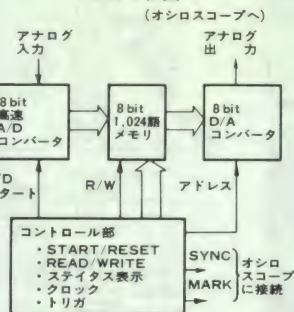 (オシロスコープへ)
アナログ
入力
アナログ
出 力
8 bit
高速
A/D
コンバータ
8 bit
1,024語
メモリ
8 bit
D/A
コンバータ
タート
R/W
アドレス
コントロール部
・START/RESET
・READ/WRITE
・ステイタス表示
・クロック
・トリガ
SYNC
MARK
オシロ
スコープ
に接続